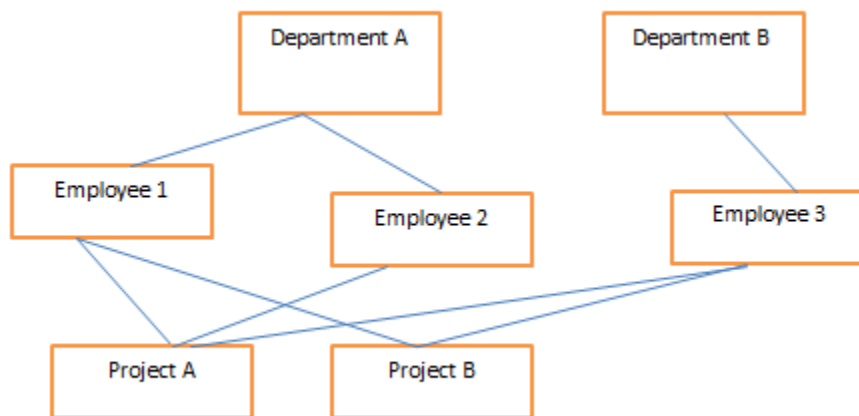 Department A
Department B
Employee 1
Employee 2
Employee 3
Project A
Project B